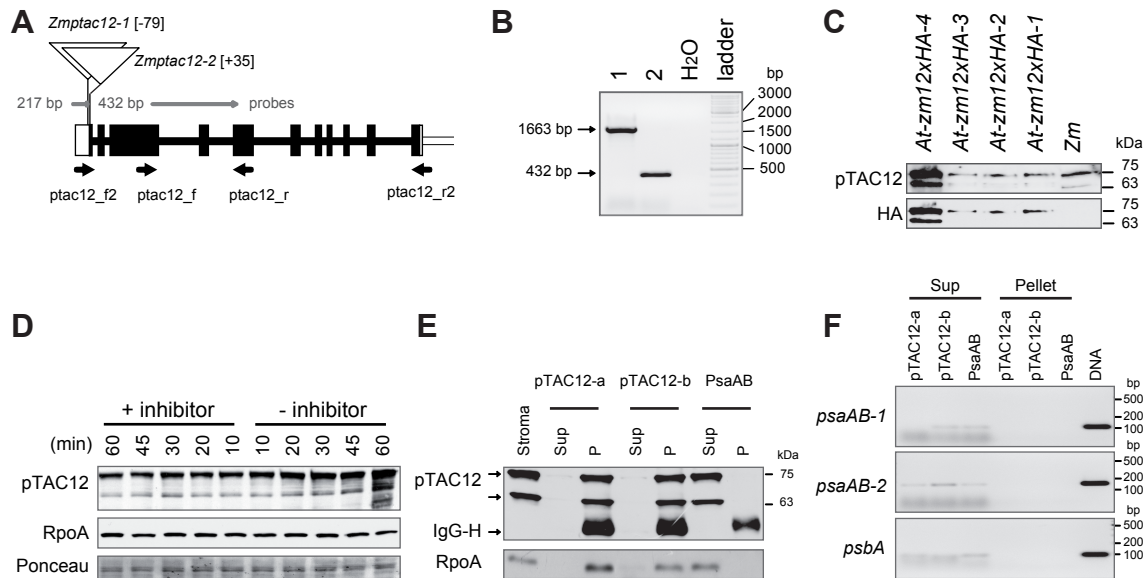 A
Zmptac12-1 [-79]
Zmptac12-2 [+35]
217 bp
432 bp
probes
ptac12_f2
ptac12_f
ptac12_r
ptac12_r2
B
1
2
H2O
ladder
bp
3000
2000
1500
1000
500
1663 bp
432 bp
C
At-zm12xHA-4
At-zm12xHA-3
At-zm12xHA-2
At-zm12xHA-1
Zm
kDa
pTAC12
75
63
HA
75
63
D
+ inhibitor
- inhibitor
(min)
60
45
30
20
10
10
20
30
45
60
pTAC12
RpoA
Ponceau
E
pTAC12-a
pTAC12-b
PsaAB
Stroma
Sup
P
Sup
P
Sup
P
kDa
pTAC12
75
63
IgG-H
RpoA
F
Sup
Pellet
pTAC12-a
pTAC12-b
PsaAB
pTAC12-a
pTAC12-b
PsaAB
DNA
bp
psaAB-1
500
200
100
bp
psaAB-2
500
200
100
bp
psbA
500
200
100